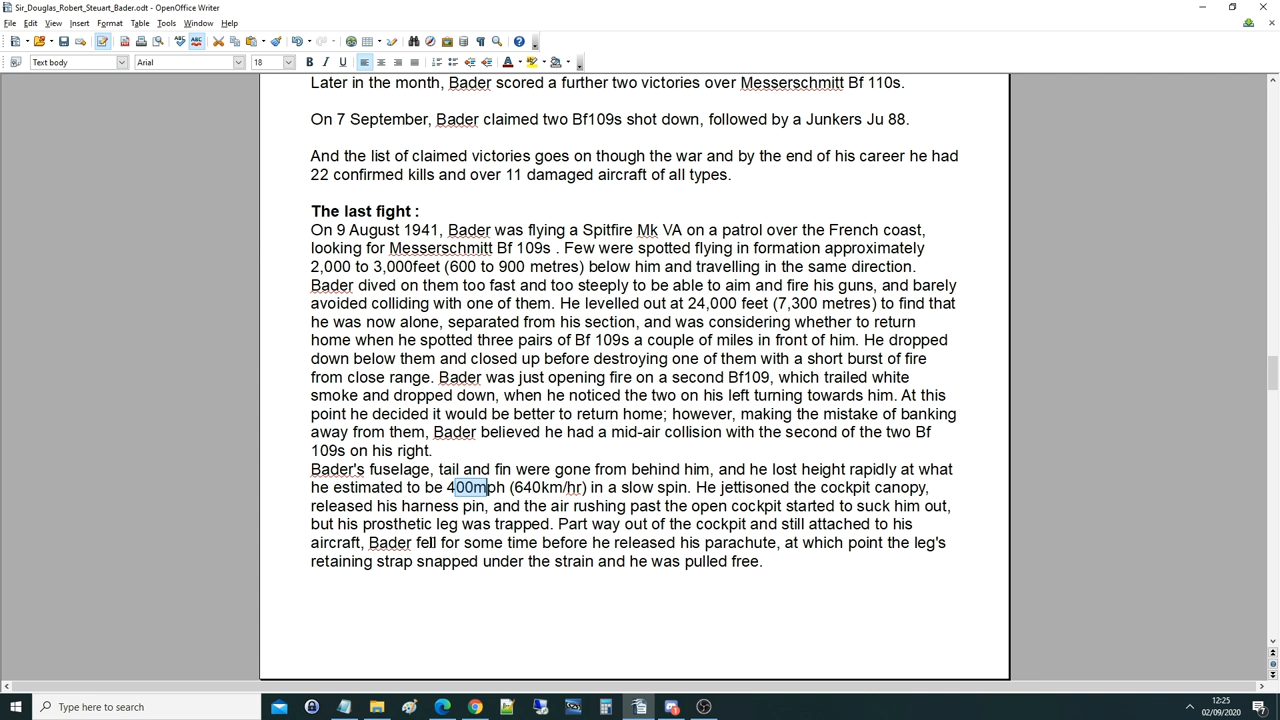 Sir_Douglas_Robert_Steuart_Bader.odt - OpenOffice Writer
File Edit View Insert Format Table Tools Window Help
Text body Arial 18 B I U
Later in the month, Bader scored a further two victories over Messerschmitt Bf 110s.
On 7 September, Bader claimed two Bf109s shot down, followed by a Junkers Ju 88.
And the list of claimed victories goes on though the war and by the end of his career he had
22 confirmed kills and over 11 damaged aircraft of all types.
The last fight :
On 9 August 1941, Bader was flying a Spitfire Mk VA on a patrol over the French coast,
looking for Messerschmitt Bf 109s . Few were spotted flying in formation approximately
2,000 to 3,000feet (600 to 900 metres) below him and travelling in the same direction.
Bader dived on them too fast and too steeply to be able to aim and fire his guns, and barely
avoided colliding with one of them. He levelled out at 24,000 feet (7,300 metres) to find that
he was now alone, separated from his section, and was considering whether to return
home when he spotted three pairs of Bf 109s a couple of miles in front of him. He dropped
down below them and closed up before destroying one of them with a short burst of fire
from close range. Bader was just opening fire on a second Bf109, which trailed white
smoke and dropped down, when he noticed the two on his left turning towards him. At this
point he decided it would be better to return home; however, making the mistake of banking
away from them, Bader believed he had a mid-air collision with the second of the two Bf
109s on his right.
Bader's fuselage, tail and fin were gone from behind him, and he lost height rapidly at what
he estimated to be 400mph (640km/hr) in a slow spin. He jettisoned the cockpit canopy,
released his harness pin, and the air rushing past the open cockpit started to suck him out,
but his prosthetic leg was trapped. Part way out of the cockpit and still attached to his
aircraft, Bader fell for some time before he released his parachute, at which point the leg's
retaining strap snapped under the strain and he was pulled free.
Type here to search
12:25
02/09/2020